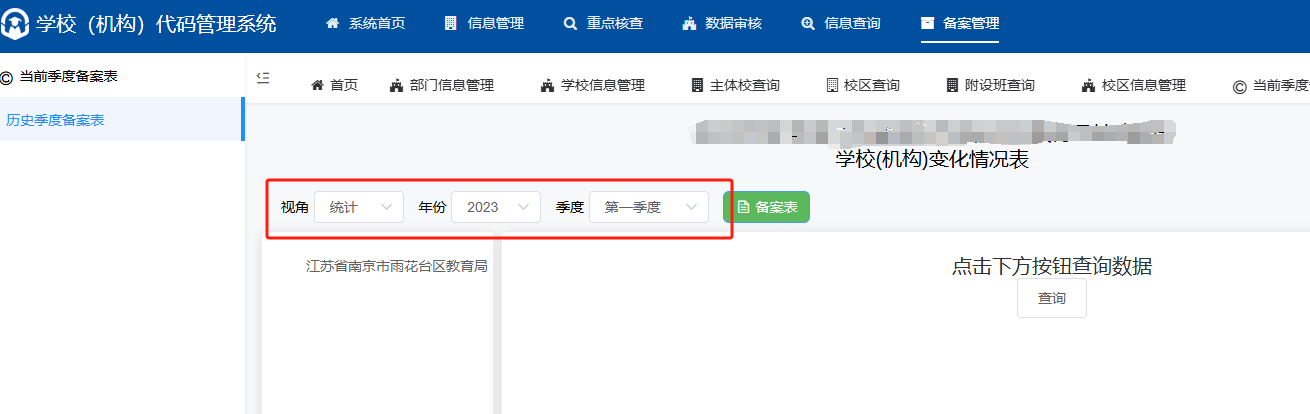 学校（机构）代码管理系统 系统首页 信息管理 重点核查 数据审核 信息查询 备案管理
当前季度备案表
首页 部门信息管理 学校信息管理 主体校查询 校区查询 附设班查询 校区信息管理 当前季度
历史季度备案表
学校(机构)变化情况表
视角 统计 年份 2023 季度 第一季度 备案表
江苏省南京市雨花台区教育局
点击下方按钮查询数据
查询